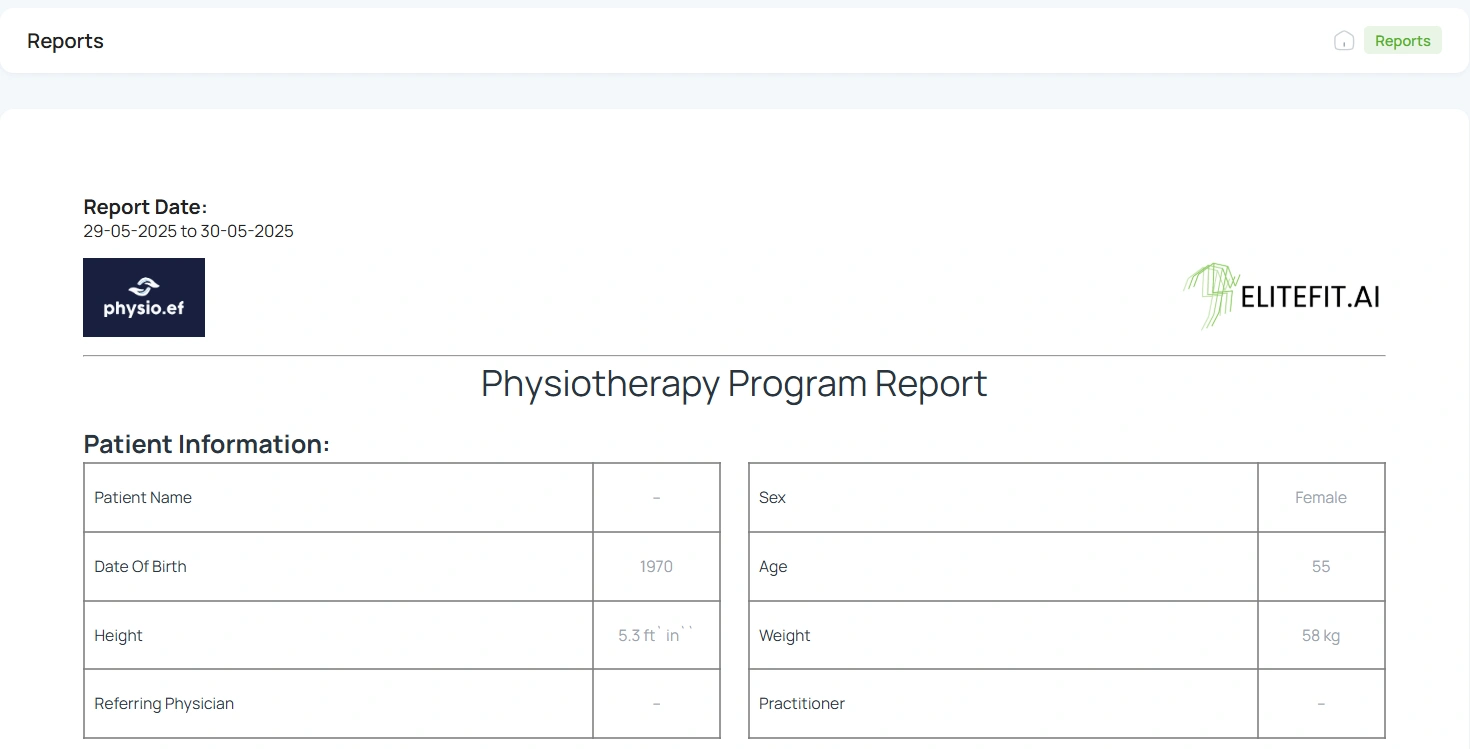 Reports
Reports
Report Date:
29-05-2025 to 30-05-2025
physio.ef
ELITEFIT.AI
Physiotherapy Program Report
Patient Information:
Patient Name –
Sex Female
Date Of Birth 1970
Age 55
Height 5.3 ft` in``
Weight 58 kg
Referring Physician –
Practitioner –